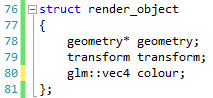 76 struct render_object
77 {
78 geometry* geometry;
79 transform transform;
80 glm::vec4 colour;
81 };